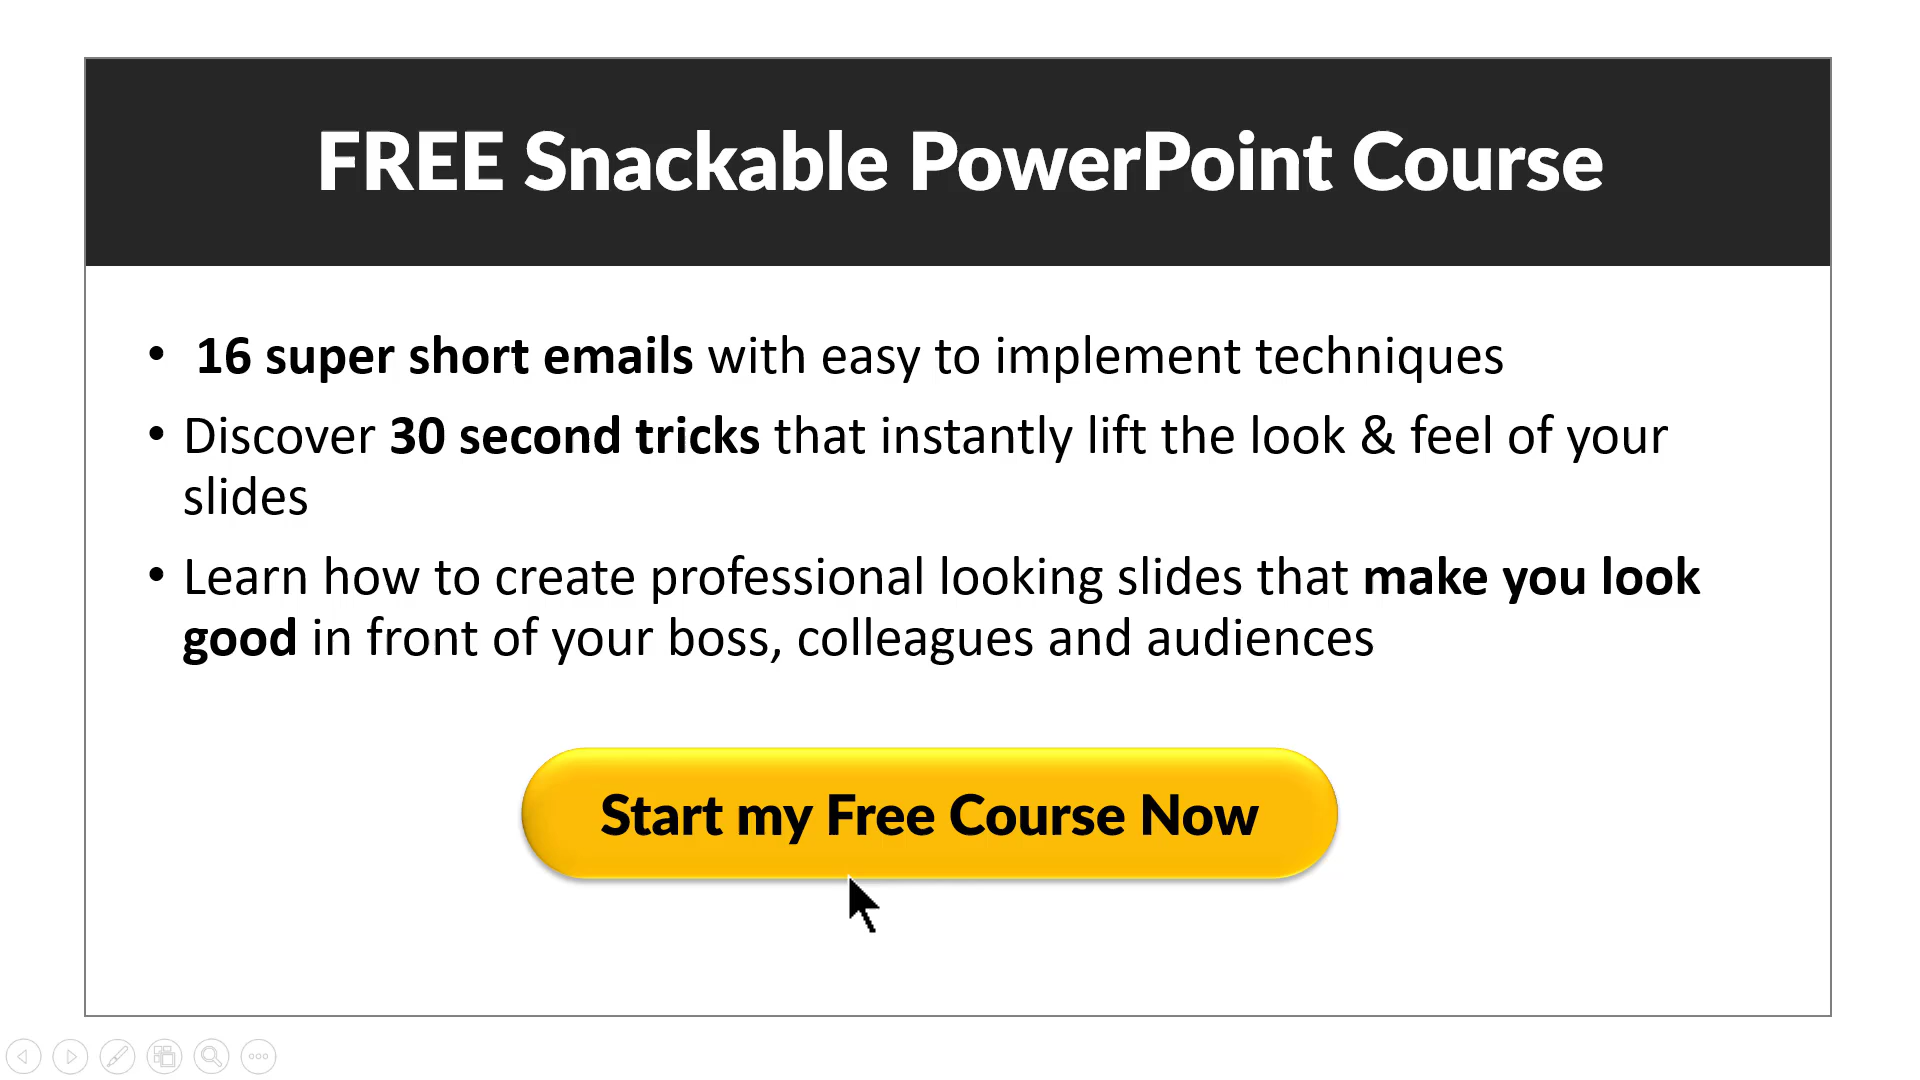 FREE Snackable PowerPoint Course
• 16 super short emails with easy to implement techniques
• Discover 30 second tricks that instantly lift the look & feel of your
slides
• Learn how to create professional looking slides that make you look
good in front of your boss, colleagues and audiences
Start my Free Course Now